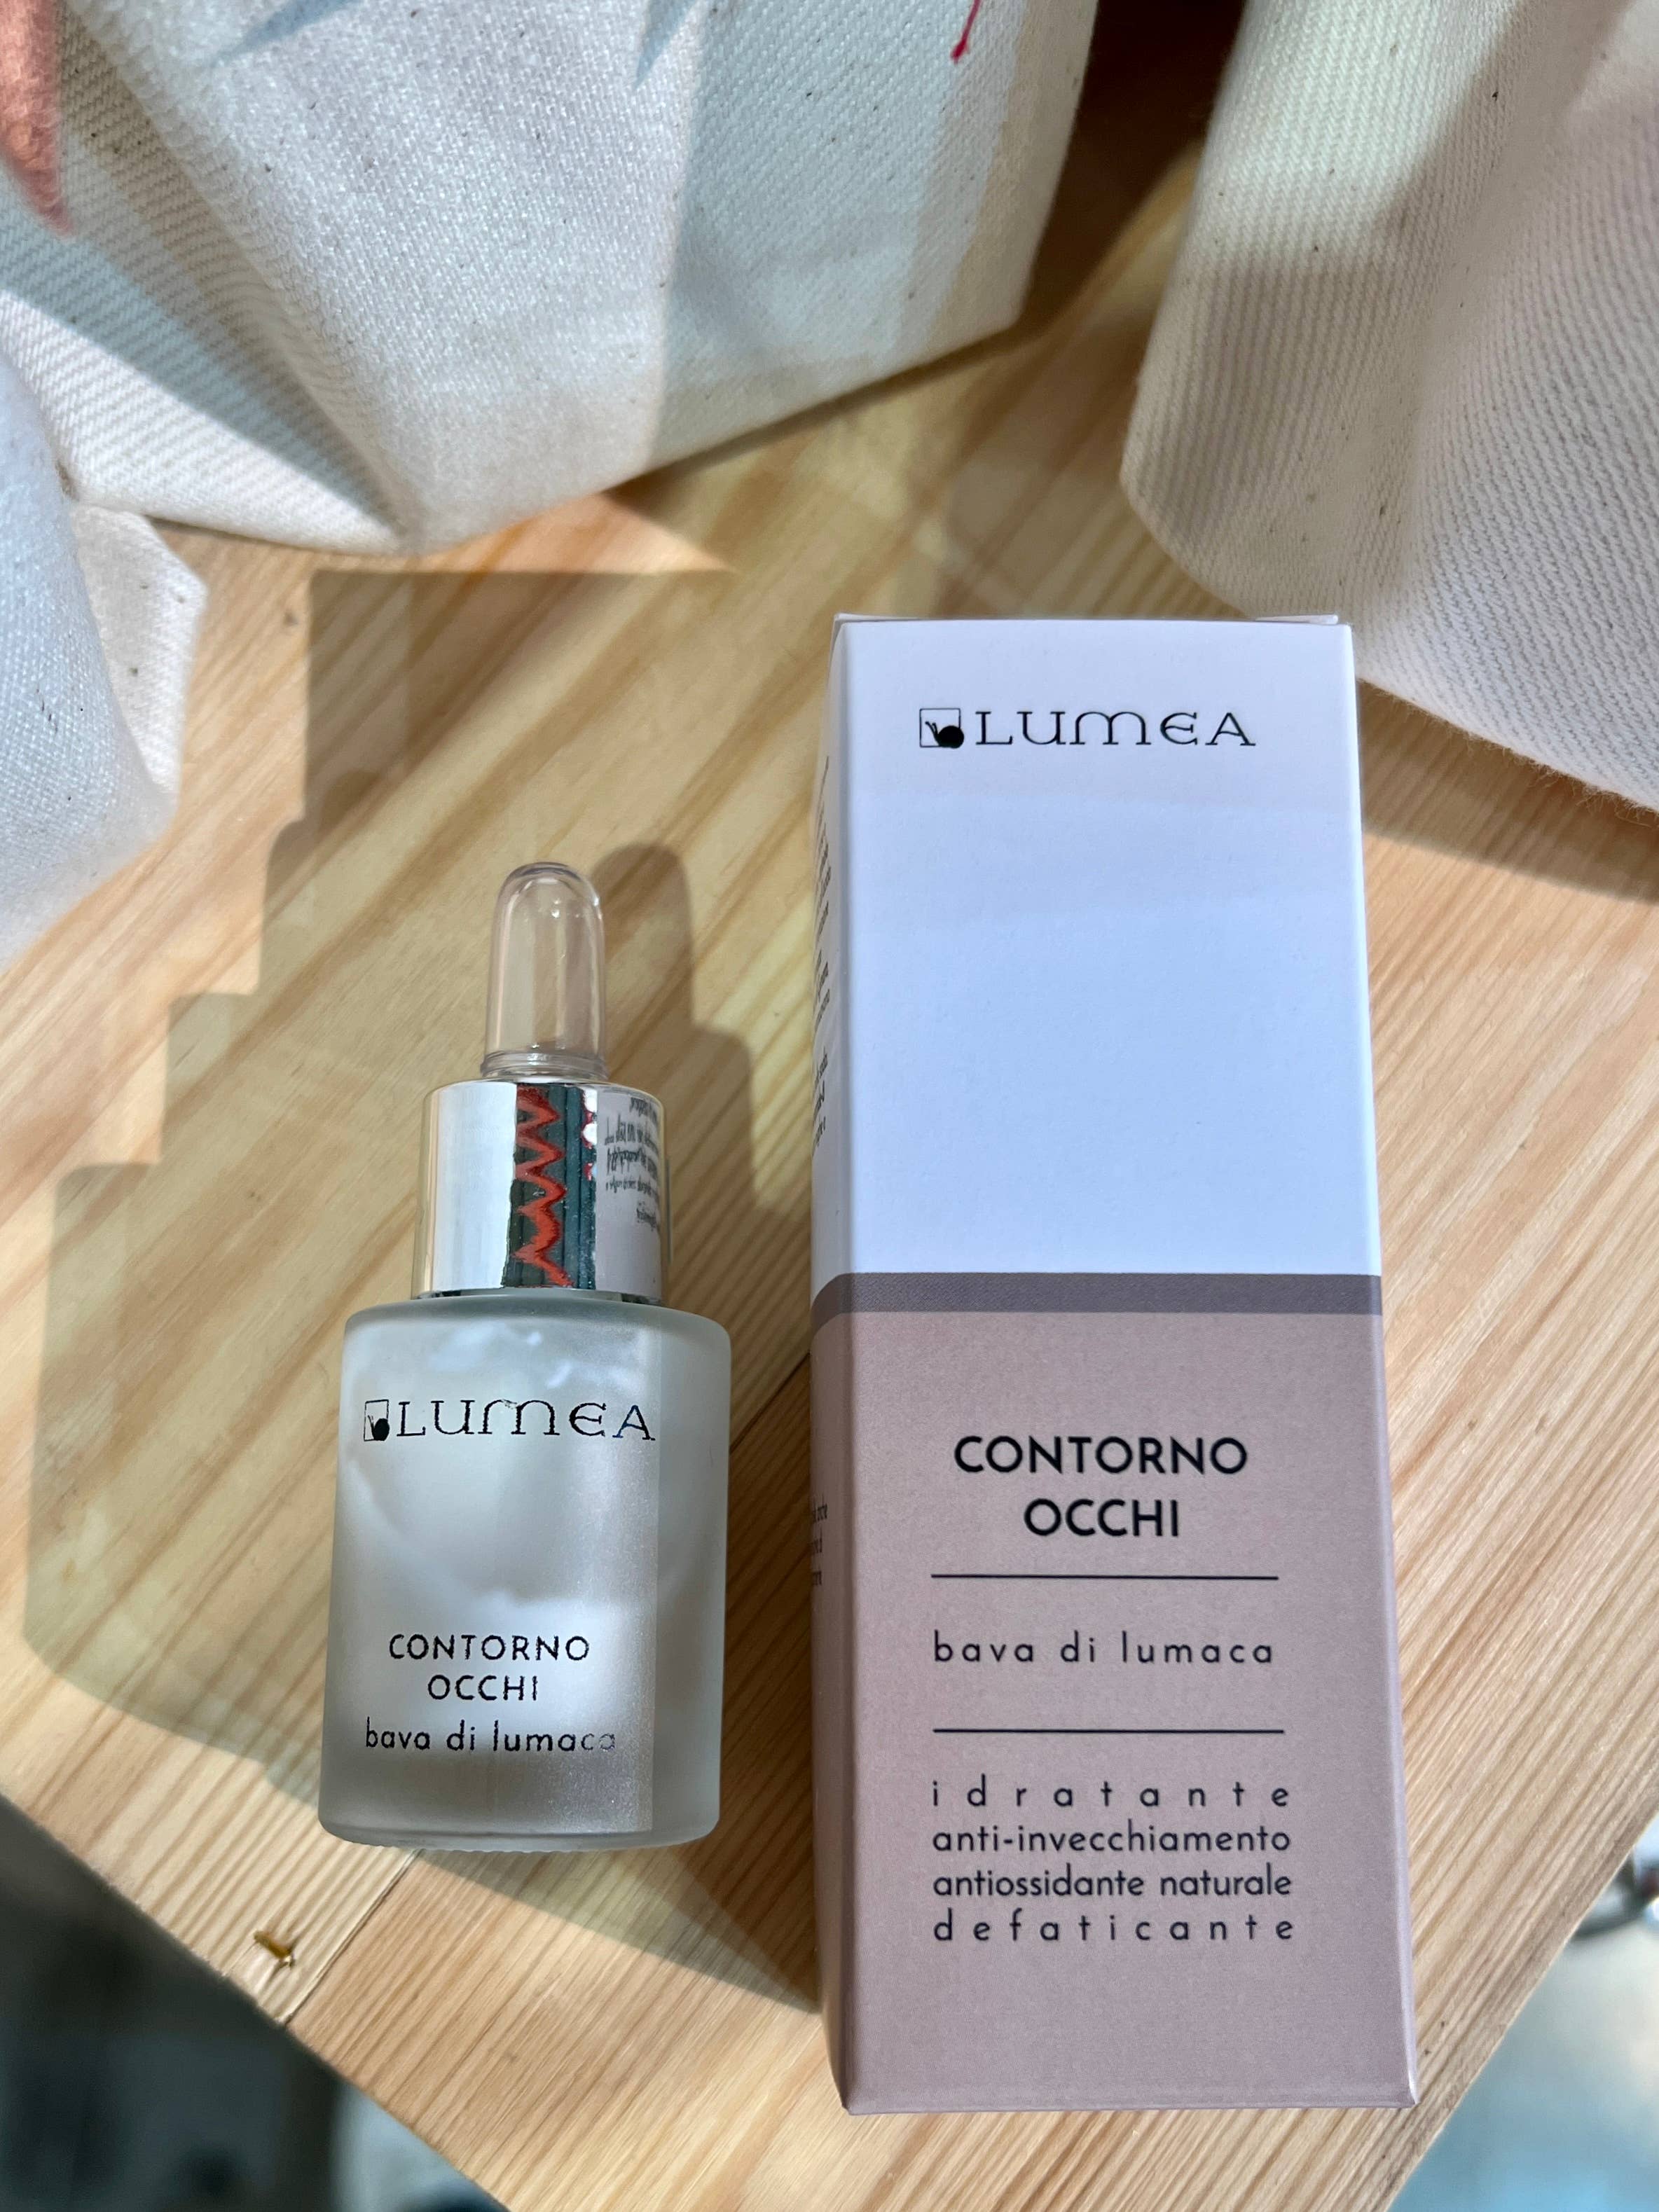 LUMEA
CONTORNO
OCCHI
bava di lumaca
LUMEA
CONTORNO
OCCHI
bava di lumaca
idratante
anti-invecchiamento
antiossidante naturale
defaticante